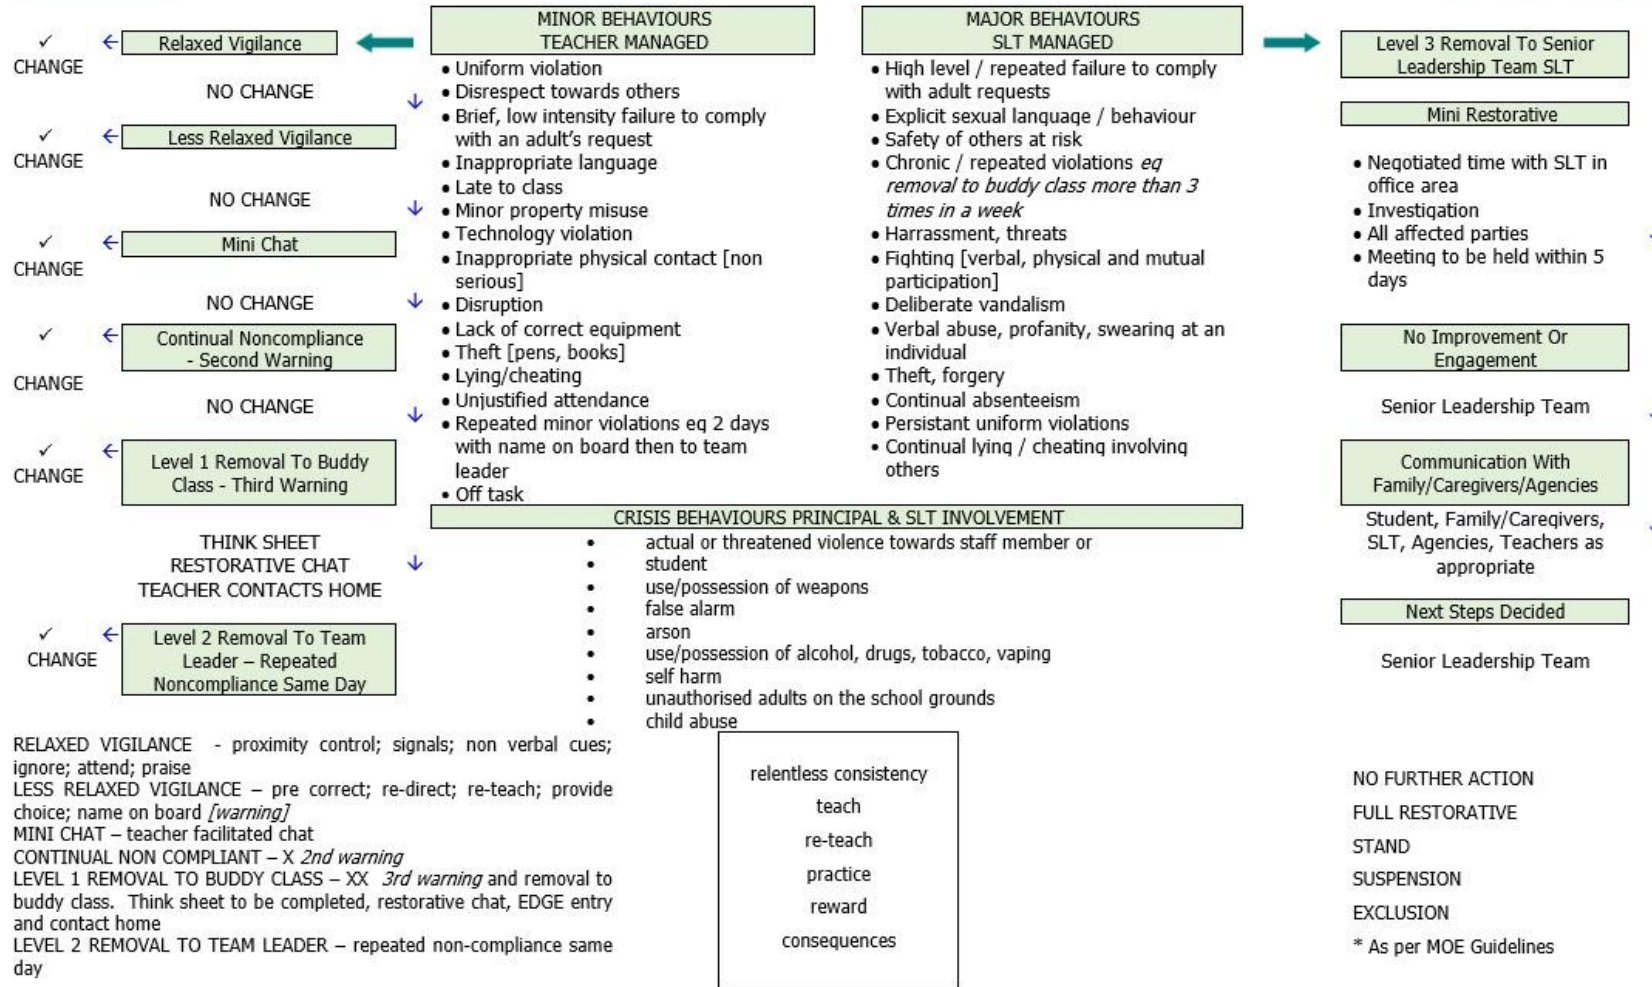 ✓
CHANGE
Relaxed Vigilance
NO CHANGE
✓
CHANGE
Less Relaxed Vigilance
NO CHANGE
✓
CHANGE
Mini Chat
NO CHANGE
✓
CHANGE
Continual Noncompliance
- Second Warning
NO CHANGE
✓
CHANGE
Level 1 Removal To Buddy
Class - Third Warning
THINK SHEET
RESTORATIVE CHAT
TEACHER CONTACTS HOME
✓
CHANGE
Level 2 Removal To Team
Leader – Repeated
Noncompliance Same Day
MINOR BEHAVIOURS
TEACHER MANAGED
• Uniform violation
• Disrespect towards others
• Brief, low intensity failure to comply
with an adult's request
• Inappropriate language
• Late to class
• Minor property misuse
• Technology violation
• Inappropriate physical contact [non
serious]
• Disruption
• Lack of correct equipment
• Theft [pens, books]
• Lying/cheating
• Unjustified attendance
• Repeated minor violations eg 2 days
with name on board then to team
leader
• Off task
MAJOR BEHAVIOURS
SLT MANAGED
• High level / repeated failure to comply
with adult requests
• Explicit sexual language / behaviour
• Safety of others at risk
• Chronic / repeated violations eg
removal to buddy class more than 3
times in a week
• Harrassment, threats
• Fighting [verbal, physical and mutual
participation]
• Deliberate vandalism
• Verbal abuse, profanity, swearing at an
individual
• Theft, forgery
• Continual absenteeism
• Persistant uniform violations
• Continual lying / cheating involving
others
CRISIS BEHAVIOURS PRINCIPAL & SLT INVOLVEMENT
• actual or threatened violence towards staff member or
• student
• use/possession of weapons
• false alarm
• arson
• use/possession of alcohol, drugs, tobacco, vaping
• self harm
• unauthorised adults on the school grounds
• child abuse
Level 3 Removal To Senior
Leadership Team SLT
Mini Restorative
• Negotiated time with SLT in
office area
• Investigation
• All affected parties
• Meeting to be held within 5
days
No Improvement Or
Engagement
Senior Leadership Team
Communication With
Family/Caregivers/Agencies
Student, Family/Caregivers,
SLT, Agencies, Teachers as
appropriate
Next Steps Decided
Senior Leadership Team
RELAXED VIGILANCE - proximity control; signals; non verbal cues;
ignore; attend; praise
LESS RELAXED VIGILANCE – pre correct; re-direct; re-teach; provide
choice; name on board [warning]
MINI CHAT – teacher facilitated chat
CONTINUAL NON COMPLIANT – X 2nd warning
LEVEL 1 REMOVAL TO BUDDY CLASS – XX 3rd warning and removal to
buddy class. Think sheet to be completed, restorative chat, EDGE entry
and contact home
LEVEL 2 REMOVAL TO TEAM LEADER – repeated non-compliance same
day
relentless consistency
teach
re-teach
practice
reward
consequences
NO FURTHER ACTION
FULL RESTORATIVE
STAND
SUSPENSION
EXCLUSION
* As per MOE Guidelines